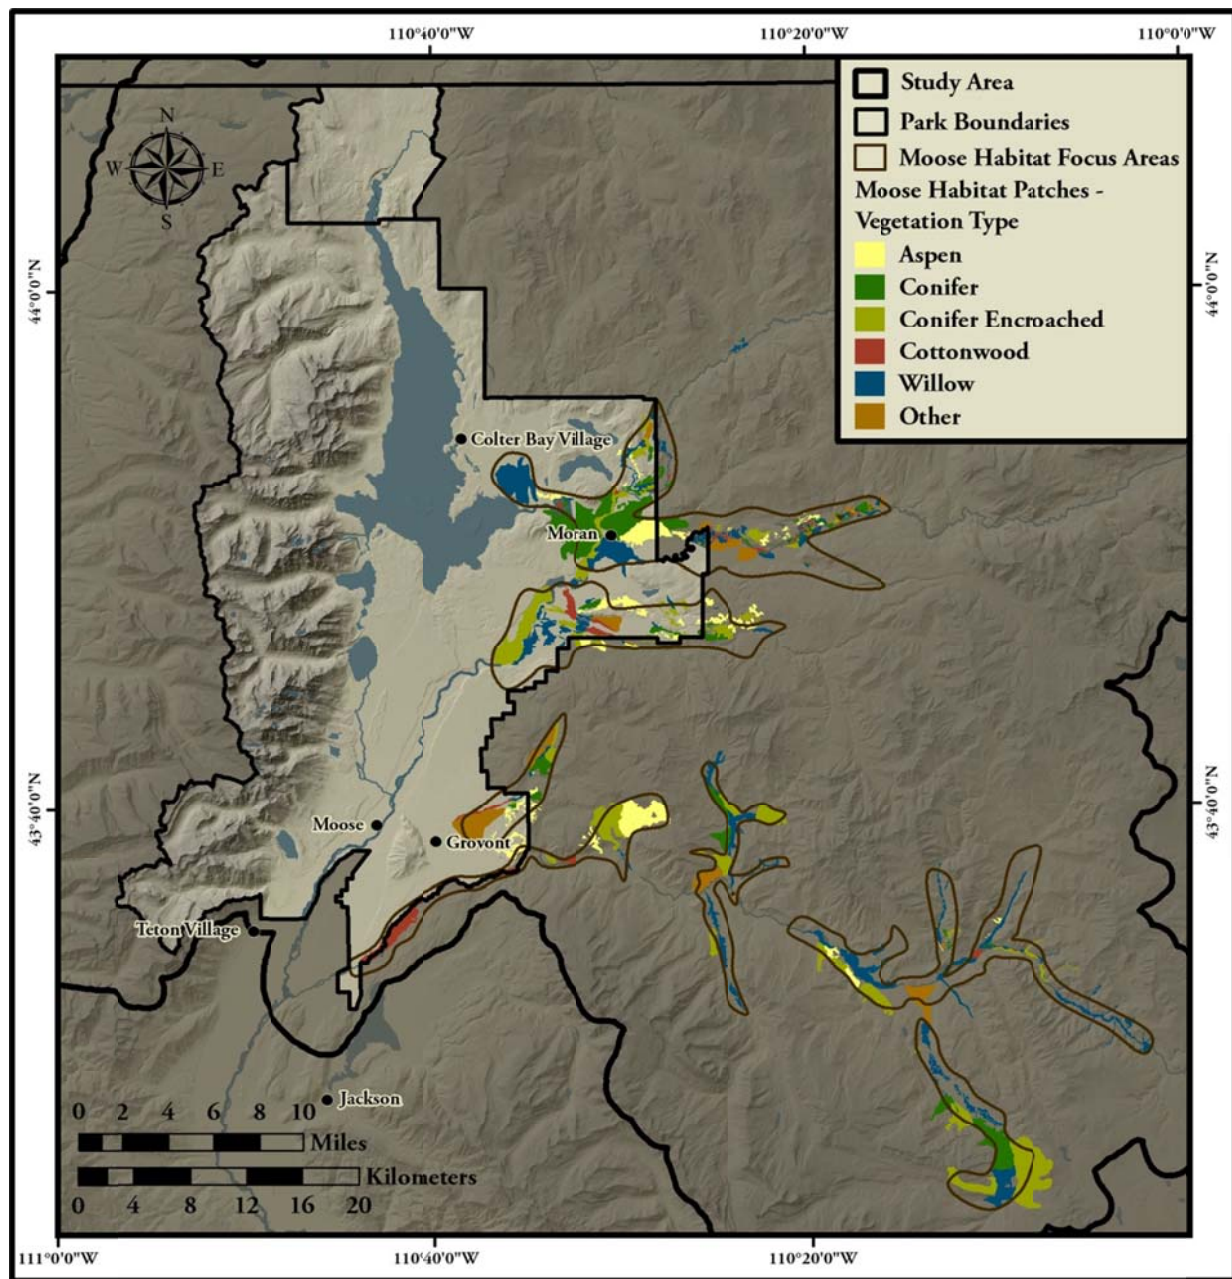 110°40'0"W 110°20'0"W 110°0'0"W
Study Area
Park Boundaries
Moose Habitat Focus Areas
Moose Habitat Patches -
Vegetation Type
Aspen
Conifer
Conifer Encroached
Cottonwood
Willow
Other
N
W E
S
44°0'0"N 44°0'0"N
Colter Bay Village
Moran
43°40'0"N 43°40'0"N
Moose
Grovont
Teton Village
Jackson
0 2 4 6 8 10
Miles
Kilometers
0 4 8 12 16 20
111°0'0"W 110°40'0"W 110°20'0"W